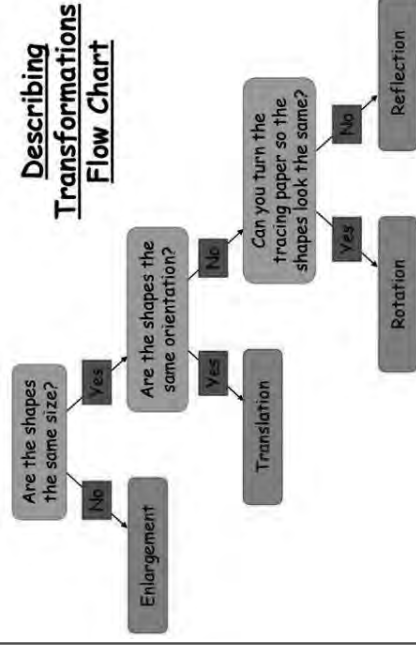 Describing
Transformations
Flow Chart
Are the shapes
the same size?
No
Yes
Enlargement
Are the shapes the
same orientation?
Yes
No
Translation
Can you turn the
tracing paper so the
shapes look the same?
Yes
No
Rotation
Reflection